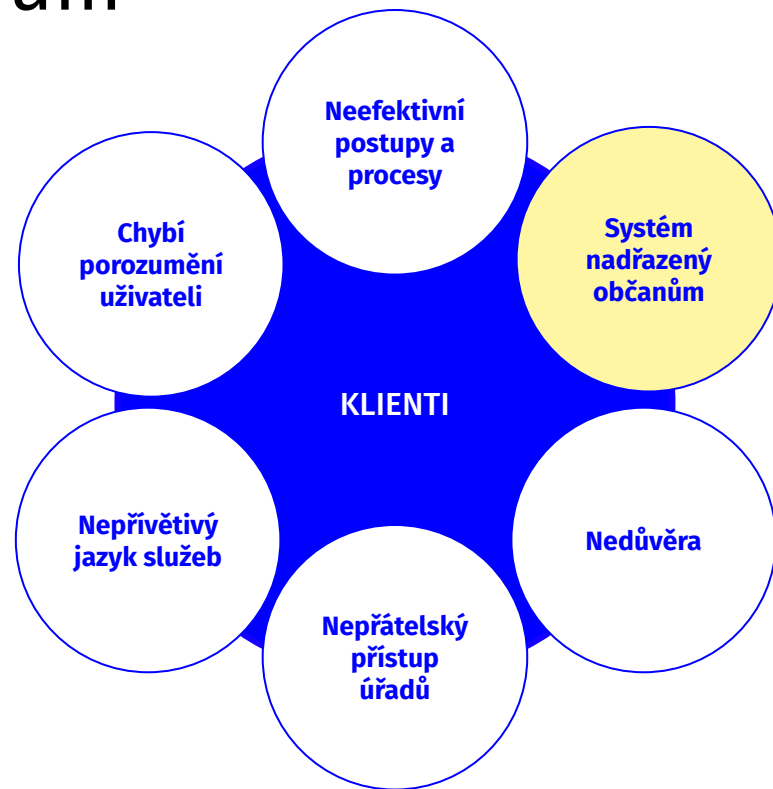 Neefektivní
postupy a
procesy
Systém
nadřazený
občanům
Chybí
porozumění
uživateli
KLIENTI
Nepřívětivý
jazyk služeb
Nedůvěra
Nepřátelský
přístup
úřadů